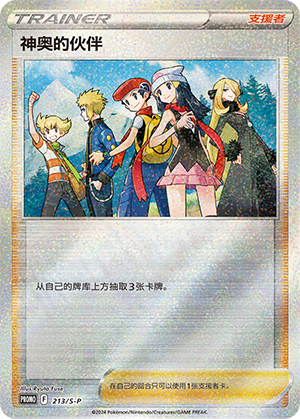 TRAINER
支援者
神奥的伙伴
从自己的牌库上方抽取3张卡牌。
Illus. Ryuto Fuse
PROMO F 213/S-P
在自己的回合只可以使用1张支援者卡。
©2024 Pokémon/Nintendo/Creatures/GAME FREAK.